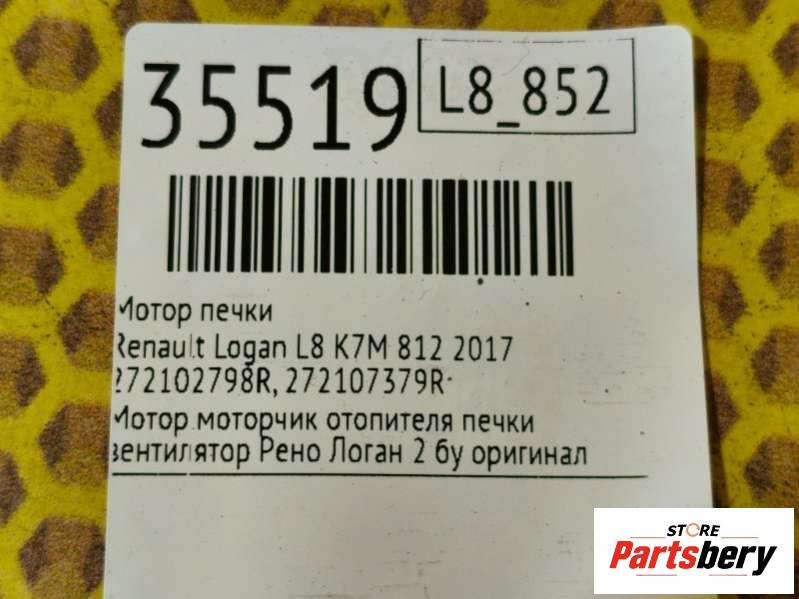 35519
L8_852
Мотор печки
Renault Logan L8 K7M 812 2017
272102798R, 272107379R
Мотор моторчик отопителя печки
вентилятор Рено Логан 2 бу оригинал
STORE
Partsbery